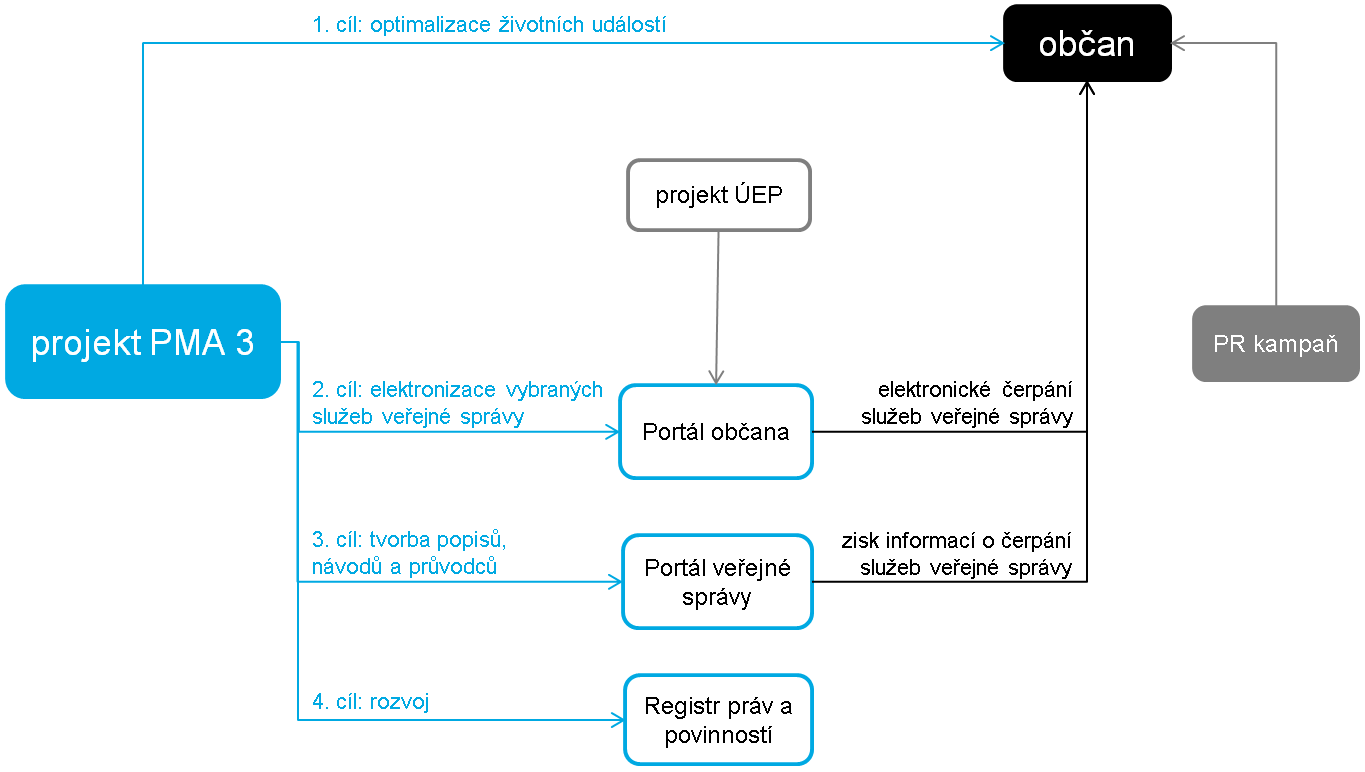 1. cíl: optimalizace životních událostí
občan
projekt ÚEP
projekt PMA 3
PR kampaň
2. cíl: elektronizace vybraných
služeb veřejné správy
Portál občana
elektronické čerpání
služeb veřejné správy
3. cíl: tvorba popisů,
návodů a průvodců
Portál veřejné
správy
zisk informací o čerpání
služeb veřejné správy
4. cíl: rozvoj
Registr práv a
povinností